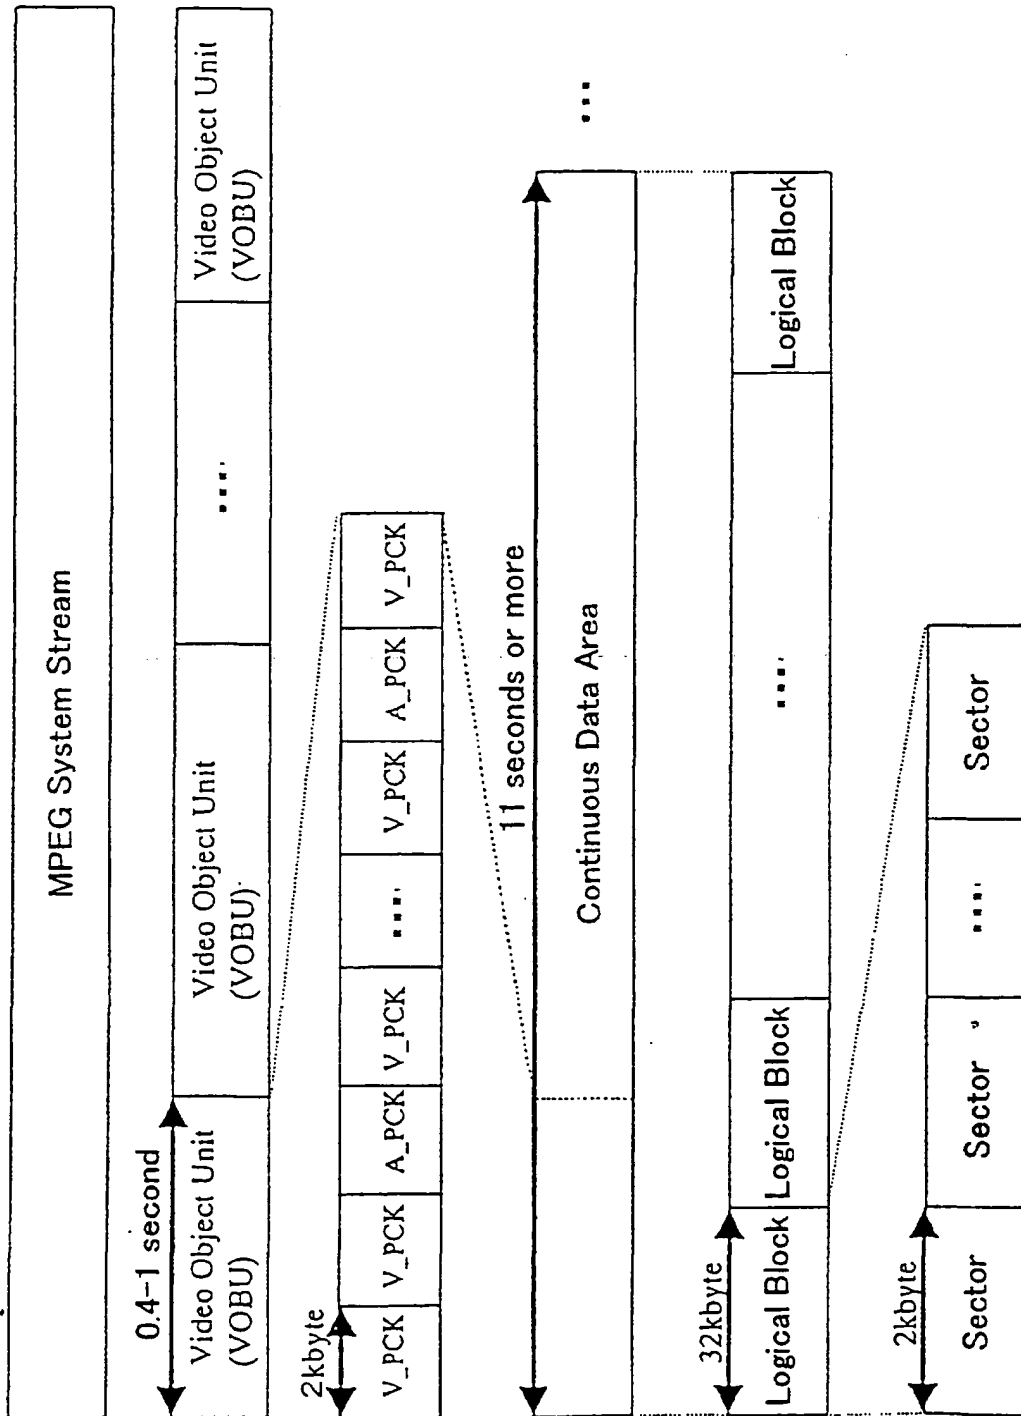 MPEG System Stream
0.4-1 second
Video Object Unit
(VOBU)
Video Object Unit
(VOBU)
....
Video Object Unit
(VOBU)
2kbyte
V_PCK
V_PCK
A_PCK
V_PCK
....
V_PCK
A_PCK
V_PCK
11 seconds or more
Continuous Data Area
...
32kbyte
Logical Block
Logical Block
....
Logical Block
2kbyte
Sector
Sector
....
Sector